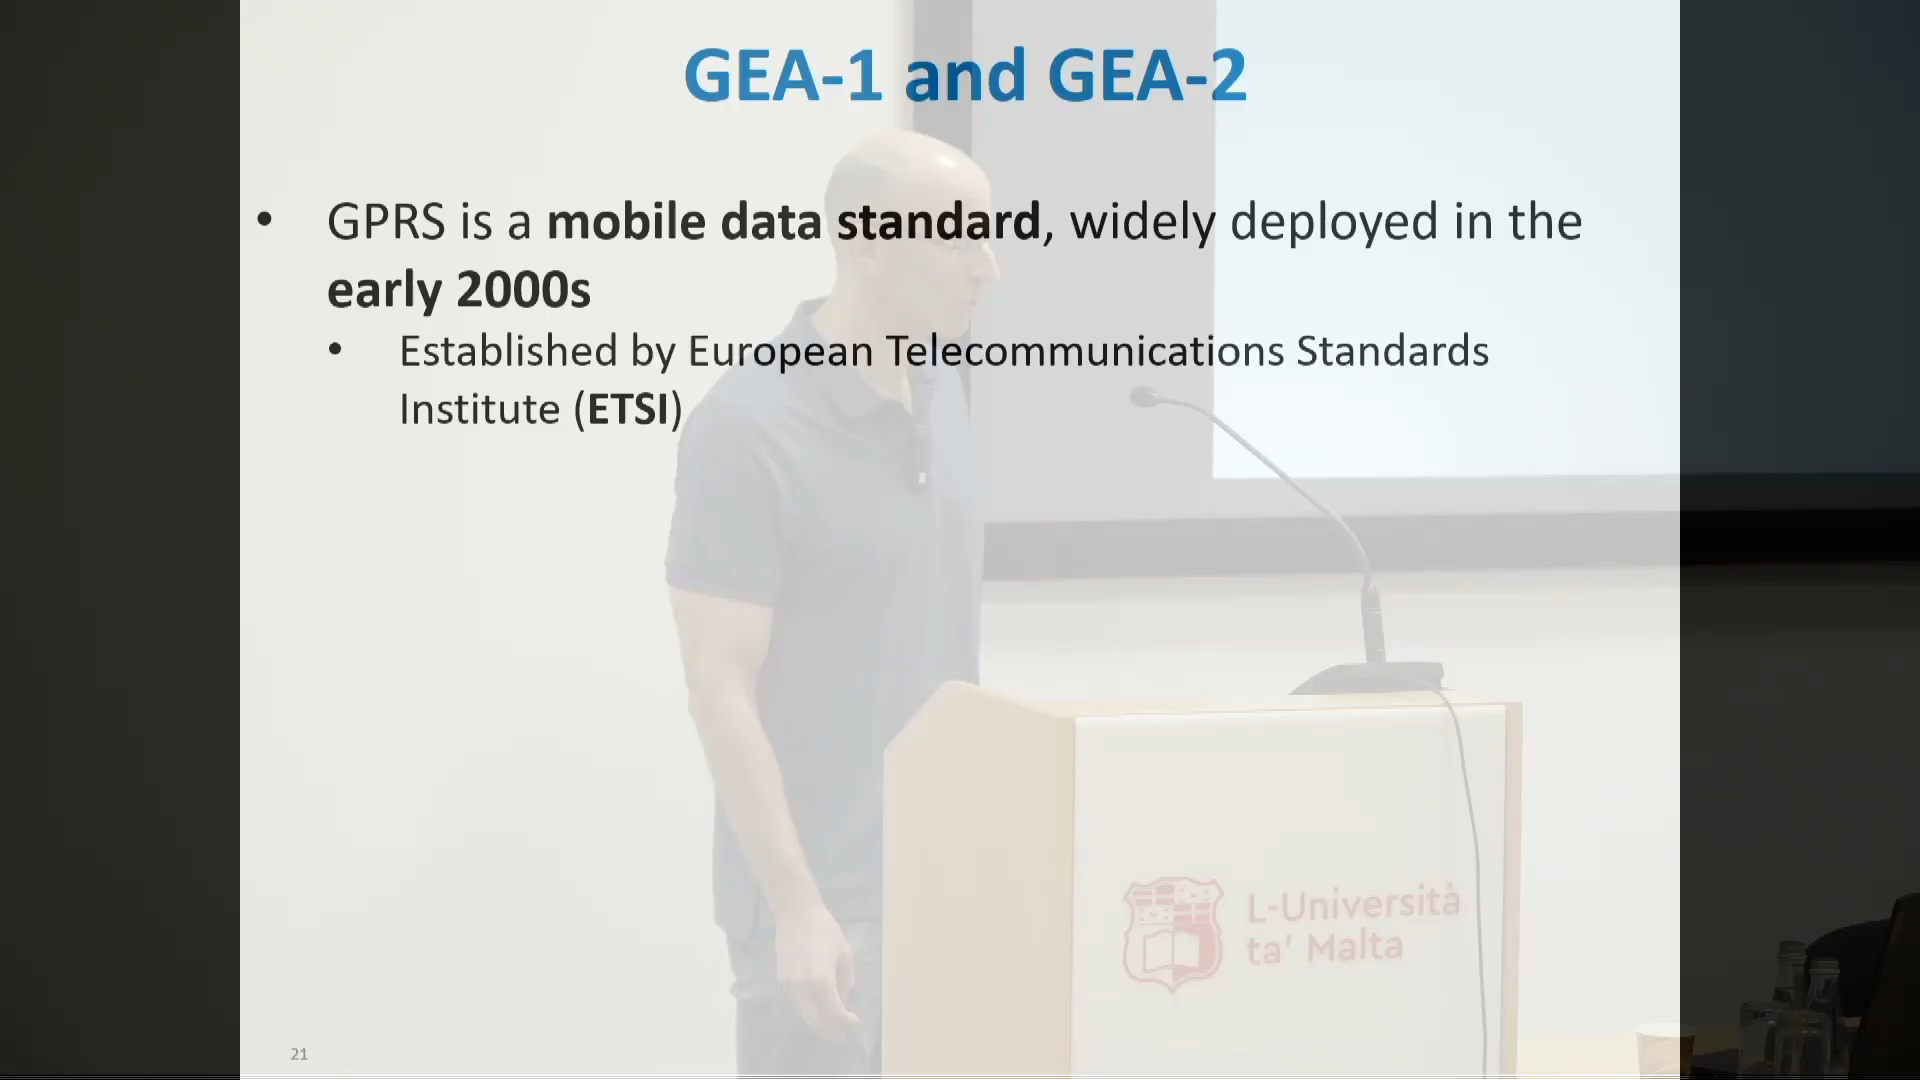 GEA-1 and GEA-2
• GPRS is a mobile data standard, widely deployed in the
early 2000s
• Established by European Telecommunications Standards
Institute (ETSI)
L-Università
ta' Malta
21